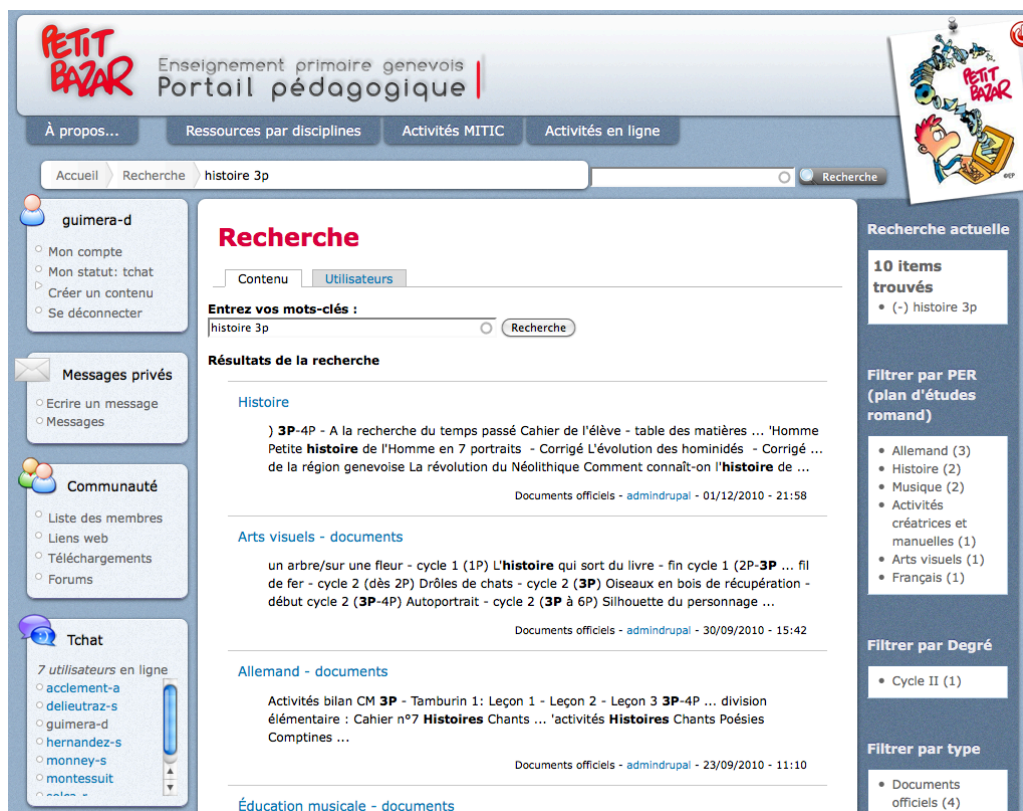 PETIT
BAZAR
Enseignement primaire genevois
Portail pédagogique
PETIT
BAZAR
©EP
À propos...
Ressources par disciplines
Activités MITIC
Activités en ligne
Accueil
Recherche
histoire 3p
Recherche
guimera-d
Mon compte
Mon statut: tchat
Créer un contenu
Se déconnecter
Messages privés
Ecrire un message
Messages
Communauté
Liste des membres
Liens web
Téléchargements
Forums
Tchat
7 utilisateurs en ligne
acclement-a
delieutraz-s
guimera-d
hernandez-s
monney-s
montessuit
Recherche
Contenu
Utilisateurs
Entrez vos mots-clés :
histoire 3p
Recherche
Résultats de la recherche
Histoire
) 3P-4P - A la recherche du temps passé Cahier de l'élève - table des matières ... 'Homme
Petite histoire de l'Homme en 7 portraits - Corrigé L'évolution des hominidés - Corrigé ...
de la région genevoise La révolution du Néolithique Comment connaît-on l'histoire de ...
Documents officiels - admindrupal - 01/12/2010 - 21:58
Arts visuels - documents
un arbre/sur une fleur - cycle 1 (1P) L'histoire qui sort du livre - fin cycle 1 (2P-3P ... fil
de fer - cycle 2 (dès 2P) Drôles de chats - cycle 2 (3P) Oiseaux en bois de récupération -
début cycle 2 (3P-4P) Autoportrait - cycle 2 (3P à 6P) Silhouette du personnage ...
Documents officiels - admindrupal - 30/09/2010 - 15:42
Allemand - documents
Activités bilan CM 3P - Tamburin 1: Leçon 1 - Leçon 2 - Leçon 3 3P-4P ... division
élémentaire : Cahier n°7 Histoires Chants ... 'activités Histoires Chants Poésies
Comptines ...
Documents officiels - admindrupal - 23/09/2010 - 11:10
Éducation musicale - documents
Recherche actuelle
10 items
trouvés
(-) histoire 3p
Filtrer par PER
(plan d'études
romand)
Allemand (3)
Histoire (2)
Musique (2)
Activités
créatrices et
manuelles (1)
Arts visuels (1)
Français (1)
Filtrer par Degré
Cycle II (1)
Filtrer par type
Documents
officiels (4)